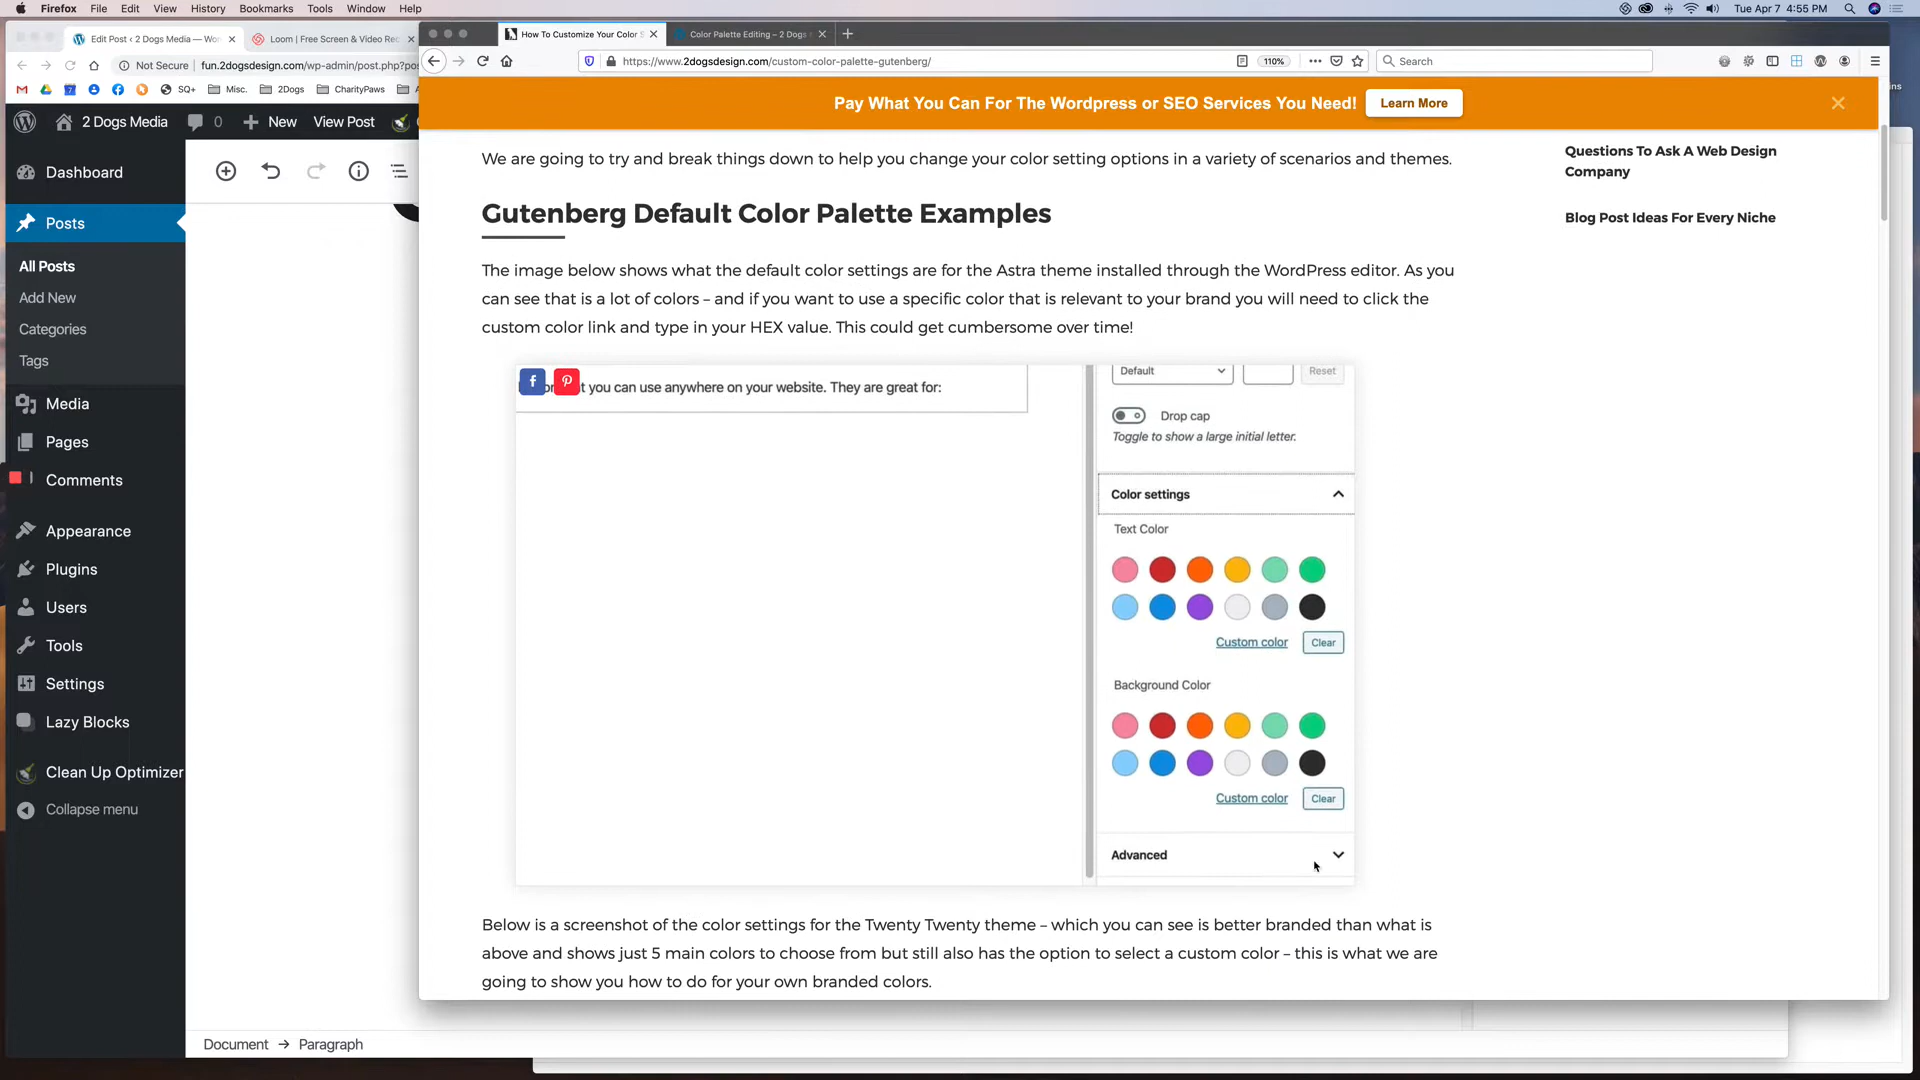 Firefox File Edit View History Bookmarks Tools Window Help
Tue Apr 7 4:55 PM
Edit Post ‹ 2 Dogs Media — Wo
Loom | Free Screen & Video Rec
Not Secure fun.2dogsdesign.com/wp-admin/post.php?pos
SQ+ Misc. 2Dogs CharityPaws
2 Dogs Media 0 New View Post
Dashboard
Posts
All Posts
Add New
Categories
Tags
Media
Pages
Comments
Appearance
Plugins
Users
Tools
Settings
Lazy Blocks
Clean Up Optimizer
Collapse menu
Document → Paragraph
How To Customize Your Color S
Color Palette Editing – 2 Dogs
https://www.2dogsdesign.com/custom-color-palette-gutenberg/
110%
Search
Pay What You Can For The Wordpress or SEO Services You Need!
Learn More
We are going to try and break things down to help you change your color setting options in a variety of scenarios and themes.
Gutenberg Default Color Palette Examples
The image below shows what the default color settings are for the Astra theme installed through the WordPress editor. As you
can see that is a lot of colors – and if you want to use a specific color that is relevant to your brand you will need to click the
custom color link and type in your HEX value. This could get cumbersome over time!
you can use anywhere on your website. They are great for:
Default
Reset
Drop cap
Toggle to show a large initial letter.
Color settings
Text Color
Custom color
Clear
Background Color
Custom color
Clear
Advanced
Below is a screenshot of the color settings for the Twenty Twenty theme – which you can see is better branded than what is
above and shows just 5 main colors to choose from but still also has the option to select a custom color – this is what we are
going to show you how to do for your own branded colors.
Questions To Ask A Web Design
Company
Blog Post Ideas For Every Niche